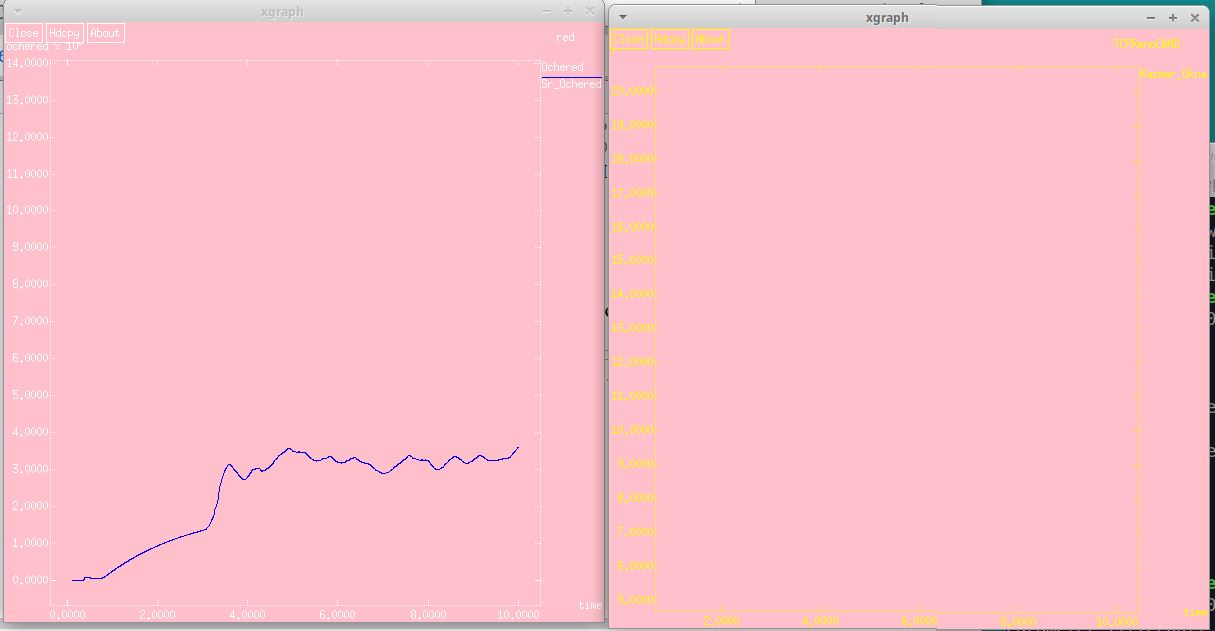 xgraph
Close Hdcpy About
red
Ochered
Sr_Ochered
14,0000
13,0000
12,0000
11,0000
10,0000
9,0000
8,0000
7,0000
6,0000
5,0000
4,0000
3,0000
2,0000
1,0000
0,0000
0,0000 2,0000 4,0000 6,0000 8,0000 10,0000
time
xgraph
Close Hdcpy About
TCPRenoCWND
Razmer_Okna
20,0000
19,0000
18,0000
17,0000
16,0000
15,0000
14,0000
13,0000
12,0000
11,0000
10,0000
9,0000
8,0000
7,0000
6,0000
5,0000
2,0000 4,0000 6,0000 8,0000 10,0000
time